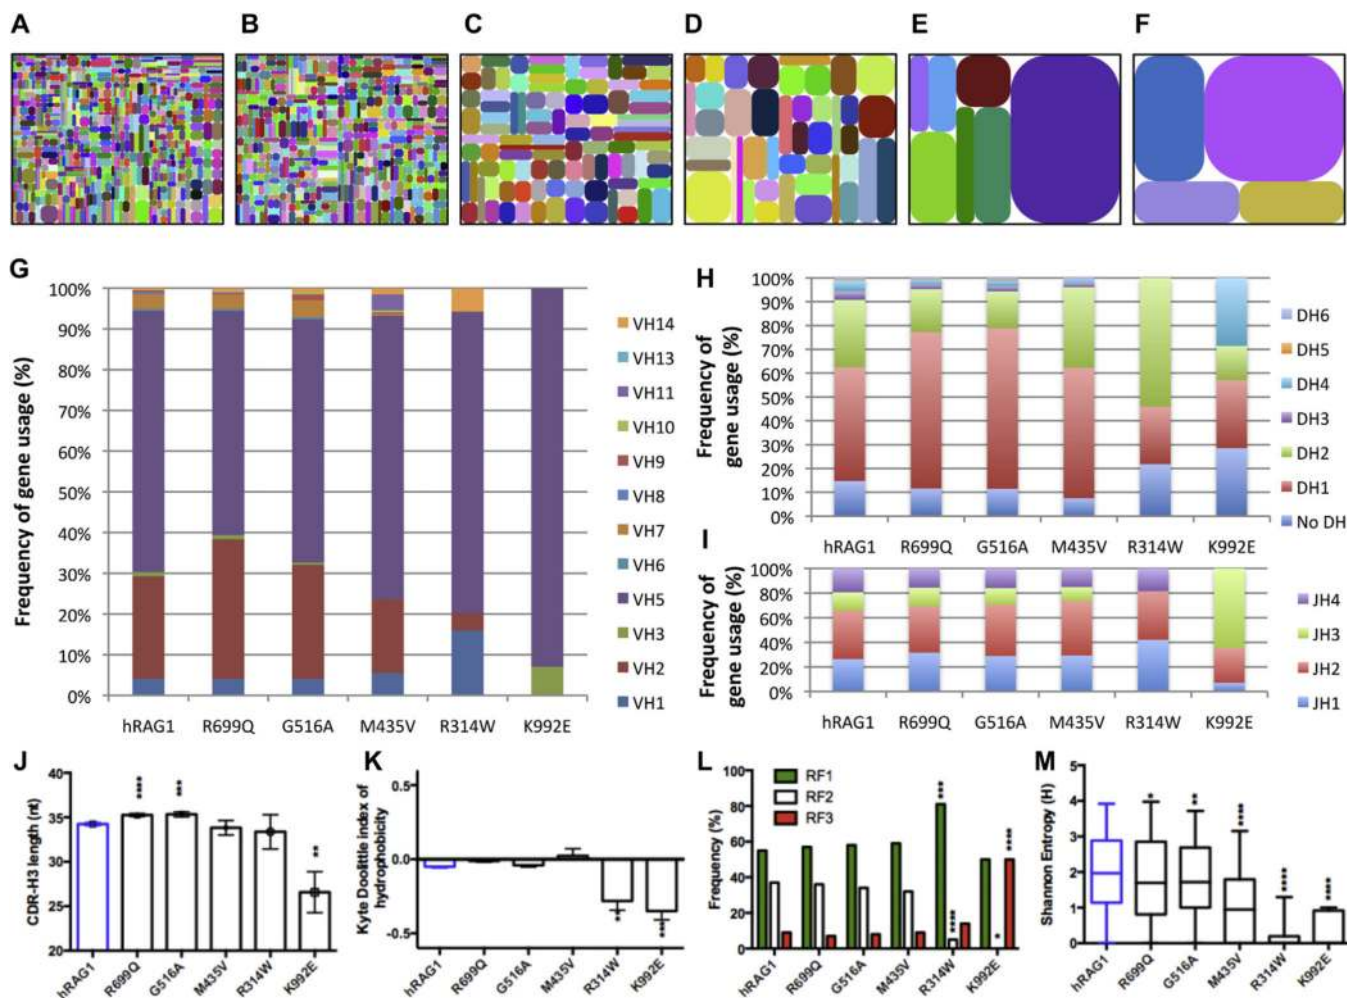 A B C D E F
G
Frequency of gene usage (%)
100%
90%
80%
70%
60%
50%
40%
30%
20%
10%
0%
hRAG1 R699Q G516A M435V R314W K992E
VH14
VH13
VH11
VH10
VH9
VH8
VH7
VH6
VH5
VH3
VH2
VH1
H
Frequency of
gene usage (%)
100%
90%
80%
70%
60%
50%
40%
30%
20%
10%
0%
hRAG1 R699Q G516A M435V R314W K992E
DH6
DH5
DH4
DH3
DH2
DH1
No DH
I
Frequency of
gene usage (%)
100%
80%
60%
40%
20%
0%
hRAG1 R699Q G516A M435V R314W K992E
JH4
JH3
JH2
JH1
J
CDR-H3 length (nt)
40
35
30
25
20
**** *** **
hRAG1 R699Q G516A M435V R314W K992E
K
Kyte Doolittle index of
hydrophobicity
0.5
0.0
-0.5
* ****
hRAG1 R699Q G516A M435V R314W K992E
L
Frequency (%)
100
80
60
40
20
0
RF1
RF2
RF3
*** **** * ****
hRAG1 R699Q G516A M435V R314W K992E
M
Shannon Entropy (H)
5
4
3
2
1
0
* ** **** **** ****
hRAG1 R699Q G516A M435V R314W K992E